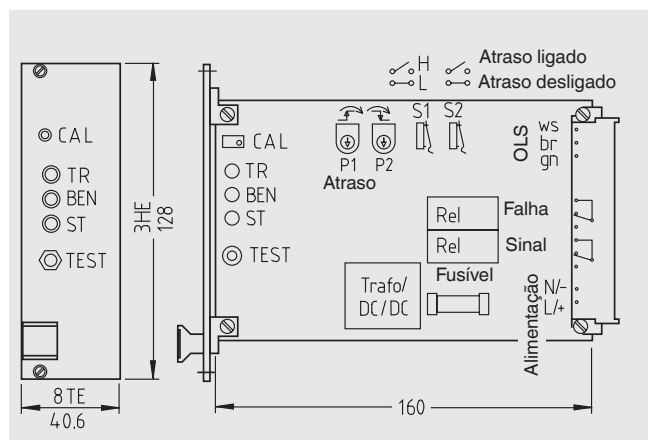 CAL
TR
BEN
ST
TEST
3HE
128
8TE
40,6
H
L
Atraso ligado
Atraso desligado
S1 S2
P1 P2
Atraso
CAL
TR
BEN
ST
TEST
OLS
ws
br
gn
Rel Falha
Rel Sinal
Fusível
Trafo/
DC/DC
Alimentação
N/-
L/+
160